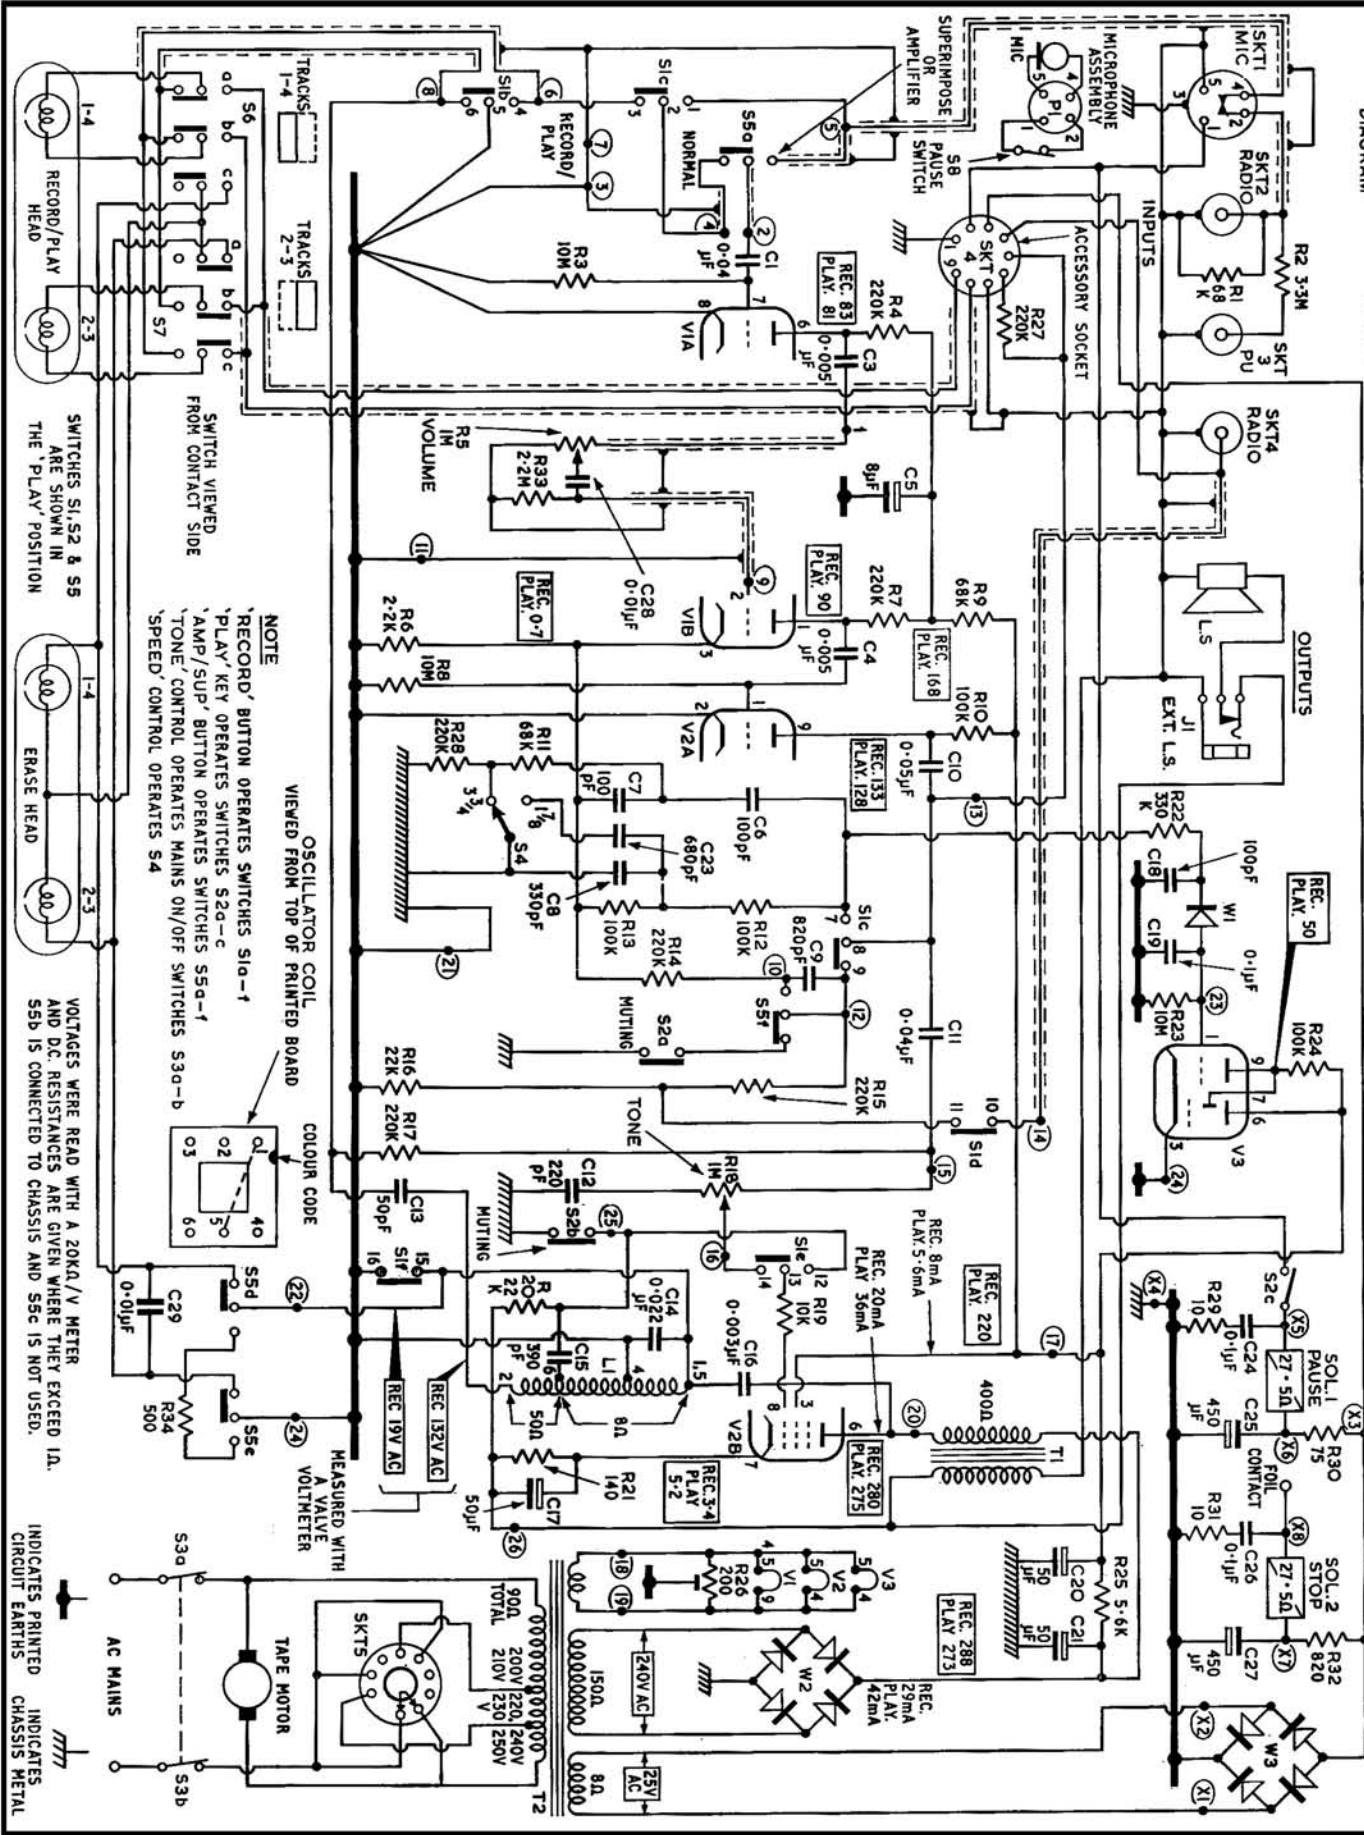 DIAGRAM
SKT1
MIC
SKT2
RADIO
INPUTS
R2 3·3M
R1
68
K
SKT
3
PU
MICROPHONE
ASSEMBLY
MIC
P1
S8
PAUSE
SWITCH
SUPERIMPOSE
OR
AMPLIFIER
ACCESSORY SOCKET
SKT
4
R27
220K
SKT4
RADIO
OUTPUTS
L.S
J1
EXT. L.S.
S1c
S1b
S5a
NORMAL
RECORD/
PLAY
C1
0·04
µF
R3
10M
V1A
REC. 83
PLAY. 81
R4
220K
C3
0·005
µF
R5
1M
VOLUME
R33
2·2M
C28
0·01µF
C5
8µF
REC.
PLAY. 0·7
REC.
PLAY. 90
V1B
R7
220K
C4
0·005
µF
R9
68K
REC.
PLAY. 168
R10
100K
R6
2·2K
R8
10M
V2A
REC. 133
PLAY. 128
C10
0·05µF
R28
220K
R11
68K
3¾
1⅞
S4
C7
100
pF
C6
100pF
C23
680pF
C8
330pF
R13
100K
R12
100K
S1c
C9
820pF
R14
220K
S5f
S2a
MUTING
C11
0·04µF
R15
220K
R16
22K
R17
220K
S1d
TONE
R18
1M
R22
330
K
C18
100pF
W1
C19
0·1µF
R23
10M
REC.
PLAY. 50
R24
100K
V3
C13
50pF
C12
220
pF
S2b
MUTING
S1f
S1e
R19
10K
R
20
22
K
C14
0·022
µF
C15
390
pF
L1
C16
0·003µF
50Ω
8Ω
V2B
REC. 8mA
PLAY. 5·6mA
REC. 20mA
PLAY 36mA
REC. 220
PLAY.
REC. 280
PLAY. 275
REC. 3·4
PLAY
5·2
R21
140
C17
50µF
400Ω
T1
REC 19V AC
REC 132V AC
MEASURED WITH
A VALVE
VOLTMETER
S2c
R29
10
C24
0·1µF
SOL.1
PAUSE
27·5Ω
C25
450
µF
R30
75
FOIL
CONTACT
R31
10
C26
0·1µF
SOL.2
STOP
27·5Ω
C27
450
µF
R32
820
W3
R25 5·6K
C20
50
µF
C21
50
µF
REC. 288
PLAY 273
REC.
29mA
PLAY.
42mA
W2
V1
V2
V3
R26
200
240V AC
150Ω
25V
AC
8Ω
T2
90Ω
TOTAL
200V
210V
220,
230
V
240V
250V
SKT5
TAPE MOTOR
S3a
S3b
AC MAINS
INDICATES PRINTED
CIRCUIT EARTHS
INDICATES
CHASSIS METAL
TRACKS
1-4
TRACKS
2-3
S6
S7
1-4
RECORD/PLAY
HEAD
2-3
SWITCH VIEWED
FROM CONTACT SIDE
SWITCHES S1, S2 & S5
ARE SHOWN IN
THE 'PLAY' POSITION
1-4
ERASE HEAD
2-3
NOTE
'RECORD' BUTTON OPERATES SWITCHES S1a-f
'PLAY' KEY OPERATES SWITCHES S2a-c
'AMP/SUP' BUTTON OPERATES SWITCHES S5a-f
'TONE' CONTROL OPERATES MAINS ON/OFF SWITCHES S3a-b
'SPEED' CONTROL OPERATES S4
OSCILLATOR COIL
VIEWED FROM TOP OF PRINTED BOARD
COLOUR CODE
S5d
C29
0·01µF
R34
500
S5e
VOLTAGES WERE READ WITH A 20KΩ/V METER
AND D.C. RESISTANCES ARE GIVEN WHERE THEY EXCEED 1Ω.
S5b IS CONNECTED TO CHASSIS AND S5c IS NOT USED.